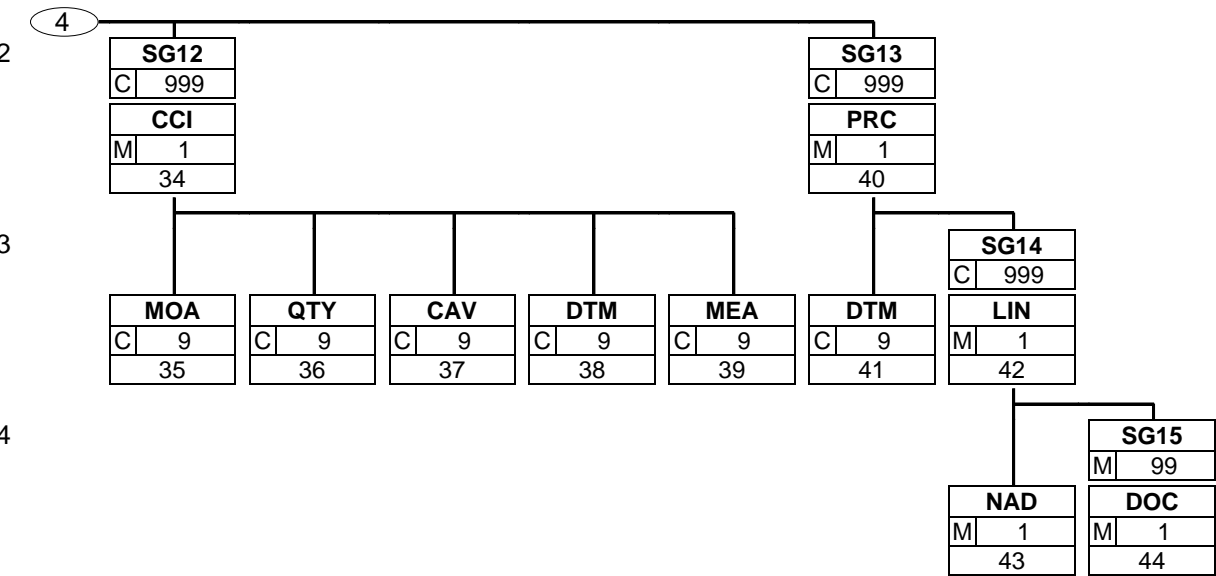 4
2
SG12
C 999
SG13
C 999
CCI
M 1
34
PRC
M 1
40
3
SG14
C 999
MOA
C 9
35
QTY
C 9
36
CAV
C 9
37
DTM
C 9
38
MEA
C 9
39
DTM
C 9
41
LIN
M 1
42
4
SG15
M 99
NAD
M 1
43
DOC
M 1
44